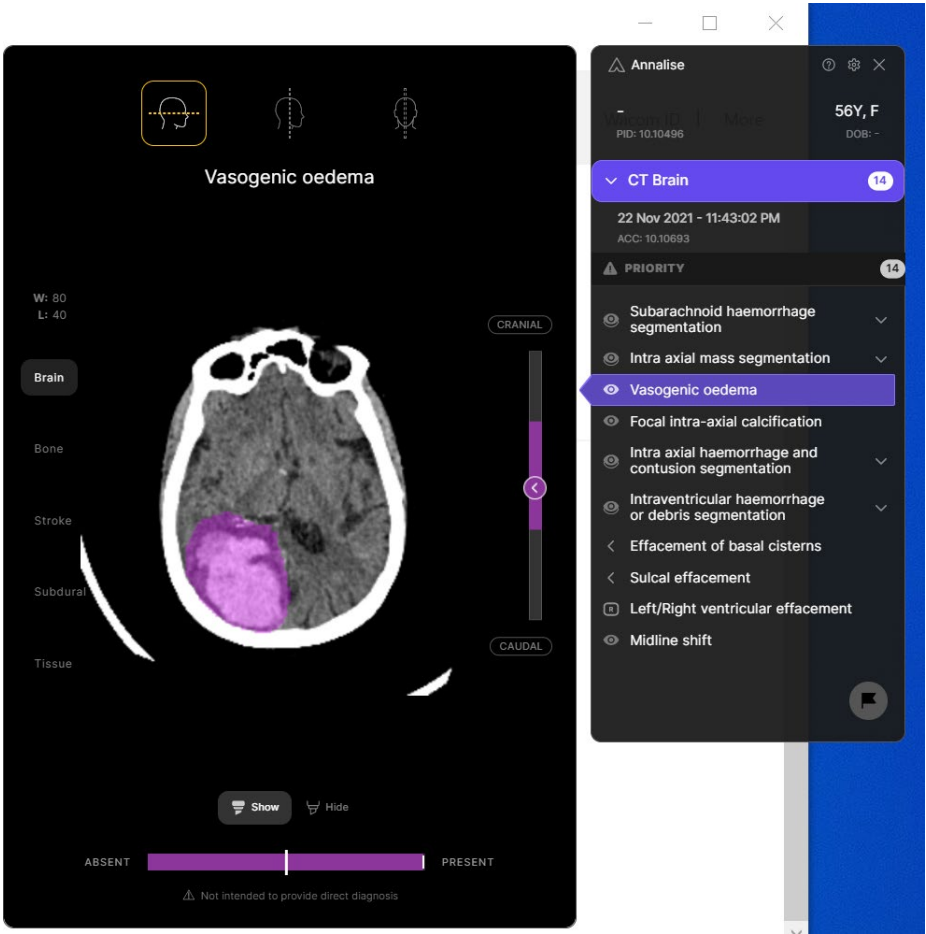 Vasogenic oedema
W: 80
L: 40
Brain
Bone
Stroke
Subdural
Tissue
CRANIAL
CAUDAL
Show
Hide
ABSENT
PRESENT
Not intended to provide direct diagnosis
Annalise
-
56Y, F
More
PID: 10.10496
DOB: -
CT Brain
14
22 Nov 2021 - 11:43:02 PM
ACC: 10.10693
PRIORITY
14
Subarachnoid haemorrhage
segmentation
Intra axial mass segmentation
Vasogenic oedema
Focal intra-axial calcification
Intra axial haemorrhage and
contusion segmentation
Intraventricular haemorrhage
or debris segmentation
Effacement of basal cisterns
Sulcal effacement
R
Left/Right ventricular effacement
Midline shift